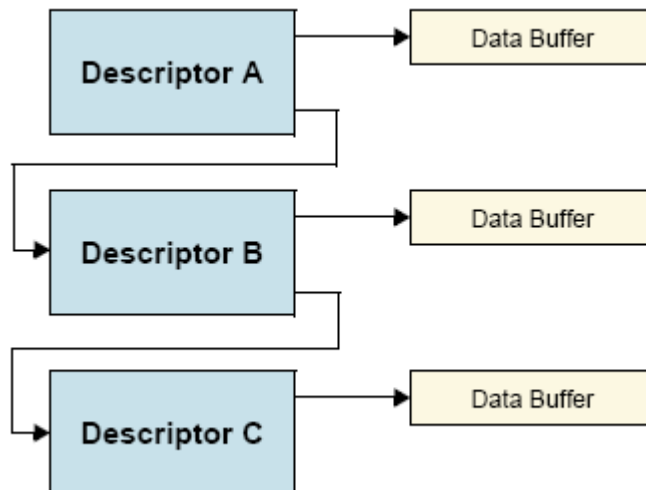 Descriptor A
Data Buffer
Descriptor B
Data Buffer
Descriptor C
Data Buffer